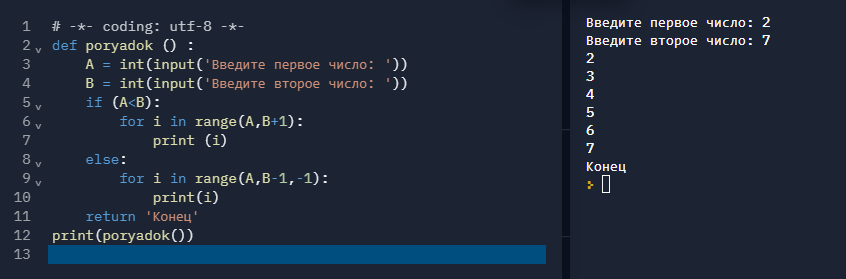 1 # -*- coding: utf-8 -*-
2 def poryadok () :
3     A = int(input('Введите первое число: '))
4     B = int(input('Введите второе число: '))
5     if (A<B):
6         for i in range(A,B+1):
7             print (i)
8     else:
9         for i in range(A,B-1,-1):
10             print(i)
11     return 'Конец'
12 print(poryadok())
13
Введите первое число: 2
Введите второе число: 7
2
3
4
5
6
7
Конец